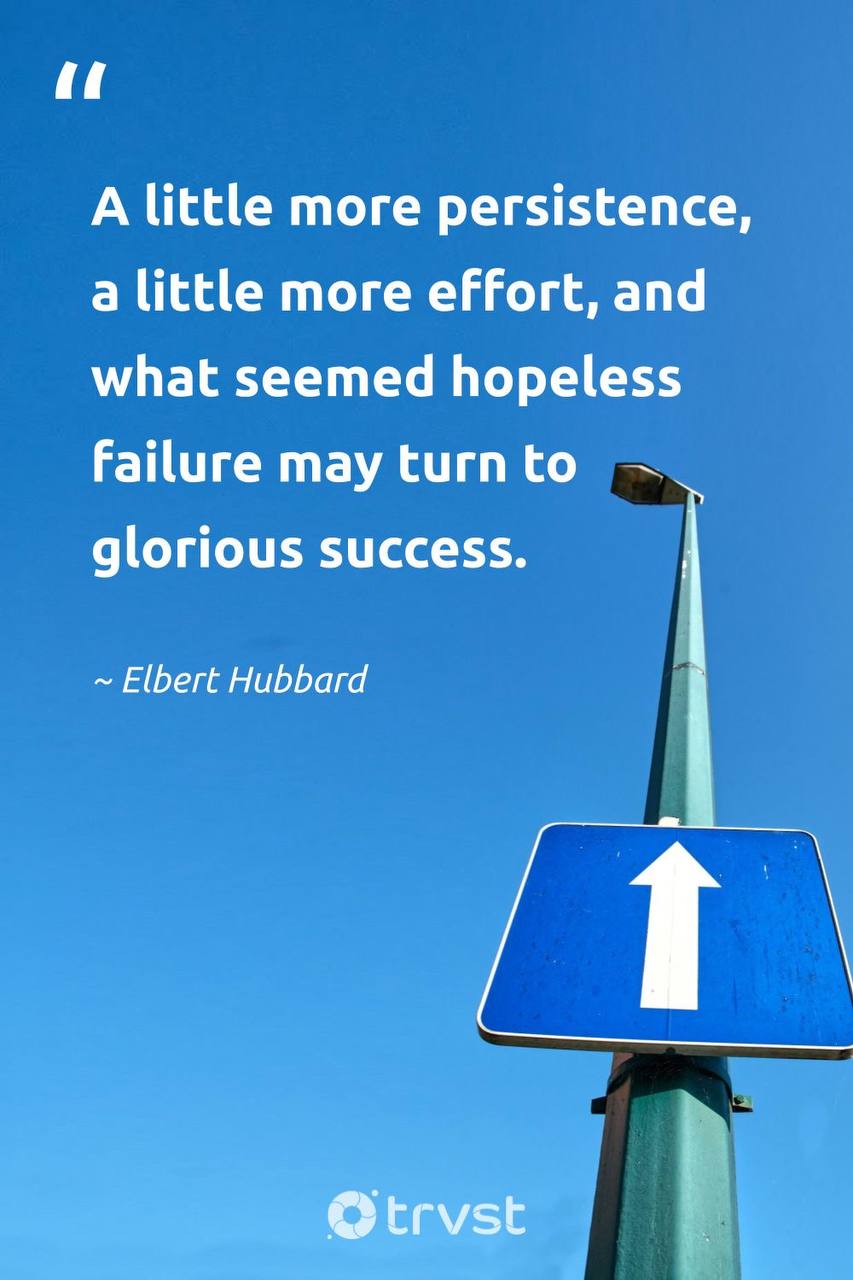 “
A little more persistence,
a little more effort, and
what seemed hopeless
failure may turn to
glorious success.
~ Elbert Hubbard
trvst